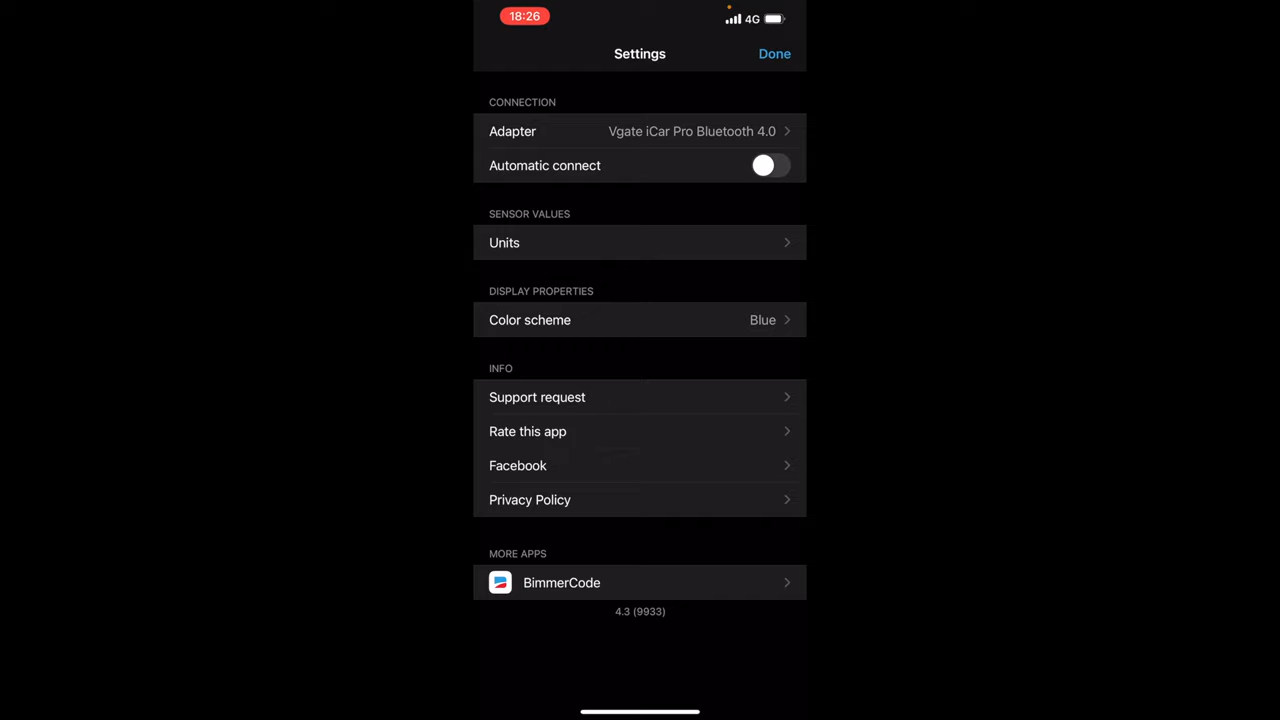 18:26 4G
Settings Done
CONNECTION
Adapter Vgate iCar Pro Bluetooth 4.0
Automatic connect
SENSOR VALUES
Units
DISPLAY PROPERTIES
Color scheme Blue
INFO
Support request
Rate this app
Facebook
Privacy Policy
MORE APPS
BimmerCode
4.3 (9933)